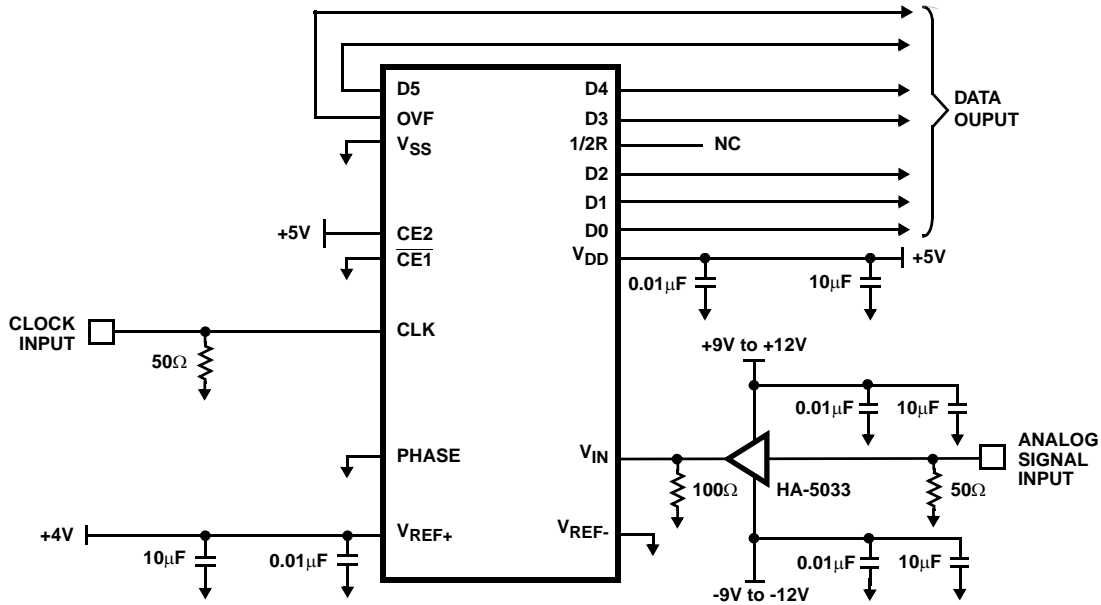 D5
OVF
VSS
+5V
CE2
CE1
CLOCK
INPUT
CLK
50Ω
PHASE
+4V
VREF+
10μF
0.01μF
D4
D3
1/2R
NC
D2
D1
D0
VDD
DATA
OUPUT
+5V
0.01μF
10μF
+9V to +12V
0.01μF
10μF
VIN
100Ω
HA-5033
50Ω
ANALOG
SIGNAL
INPUT
VREF-
0.01μF
10μF
-9V to -12V